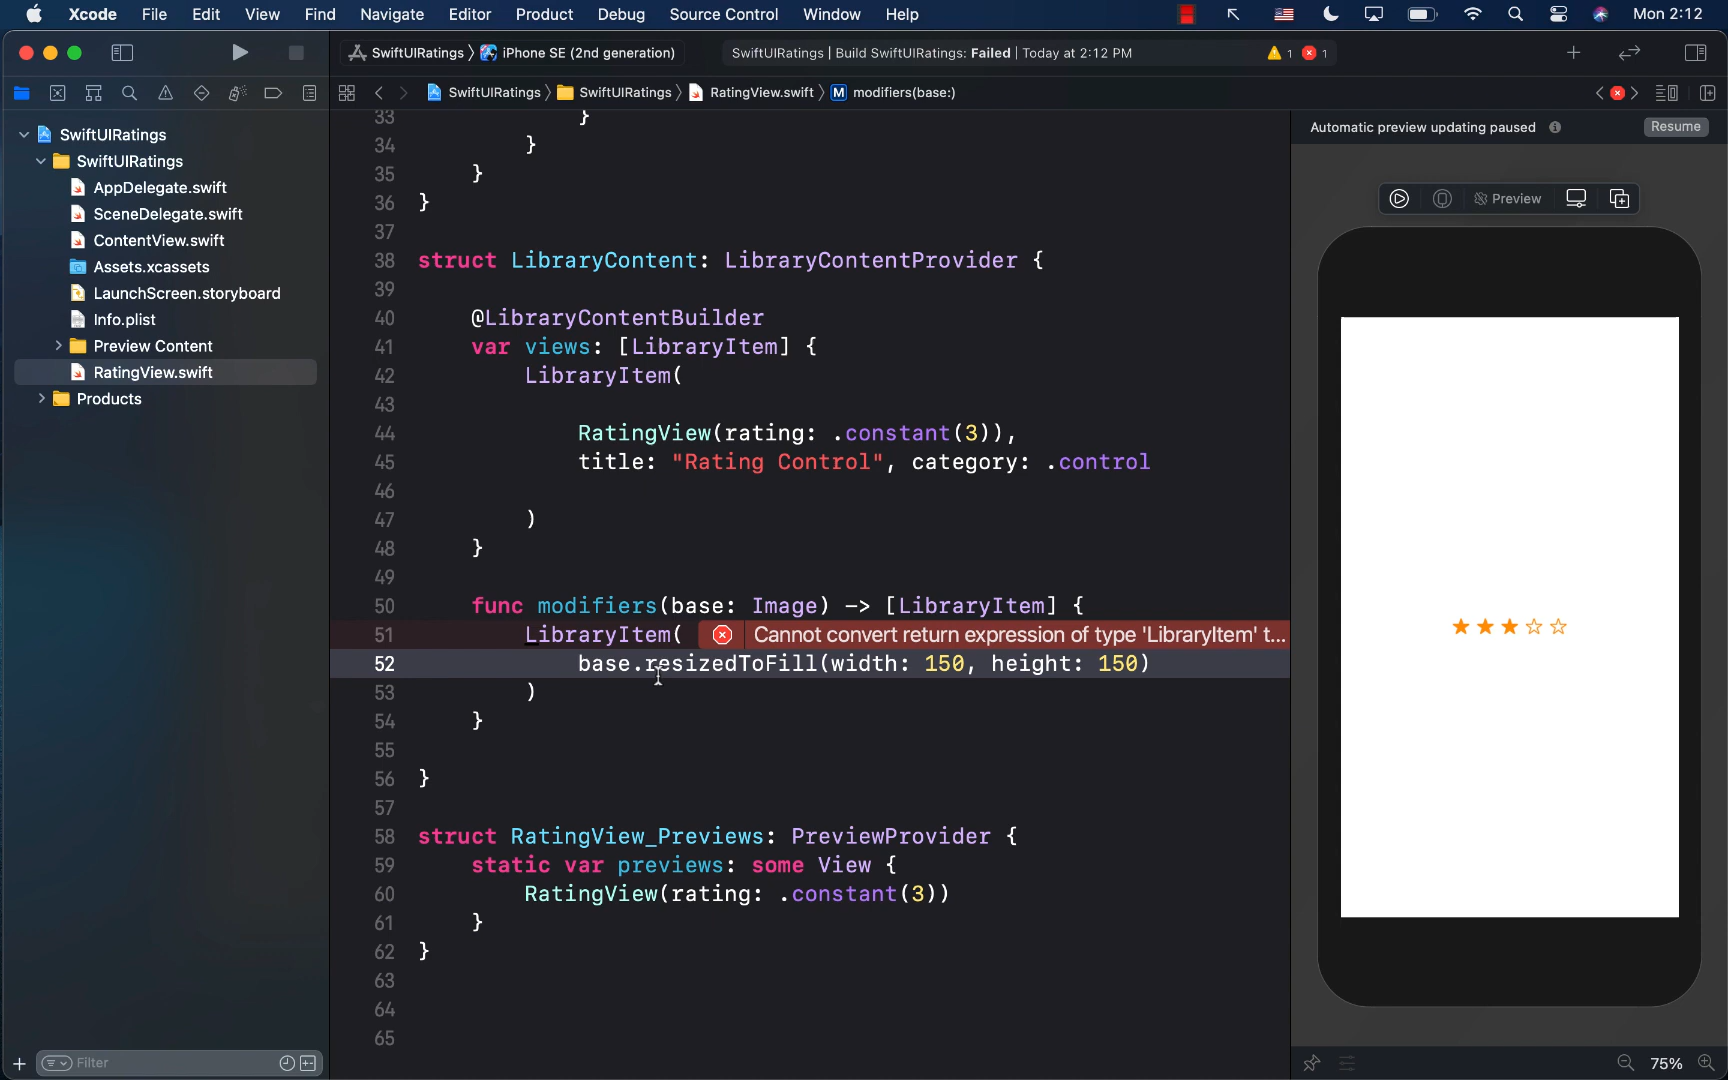 Xcode File Edit View Find Navigate Editor Product Debug Source Control Window Help Mon 2:12
SwiftUIRatings 〉 iPhone SE (2nd generation)
SwiftUIRatings | Build SwiftUIRatings: Failed | Today at 2:12 PM
1
1
SwiftUIRatings 〉 SwiftUIRatings 〉 RatingView.swift 〉 M modifiers(base:)
SwiftUIRatings
SwiftUIRatings
AppDelegate.swift
SceneDelegate.swift
ContentView.swift
Assets.xcassets
LaunchScreen.storyboard
Info.plist
Preview Content
RatingView.swift
Products
Filter
33 }
34 }
35 }
36 }
37
38 struct LibraryContent: LibraryContentProvider {
39
40 @LibraryContentBuilder
41 var views: [LibraryItem] {
42 LibraryItem(
43
44 RatingView(rating: .constant(3)),
45 title: "Rating Control", category: .control
46
47 )
48 }
49
50 func modifiers(base: Image) -> [LibraryItem] {
51 LibraryItem( Cannot convert return expression of type 'LibraryItem' t...
52 base.resizedToFill(width: 150, height: 150)
53 )
54 }
55
56 }
57
58 struct RatingView_Previews: PreviewProvider {
59 static var previews: some View {
60 RatingView(rating: .constant(3))
61 }
62 }
63
64
65
Automatic preview updating paused
Resume
Preview
75%